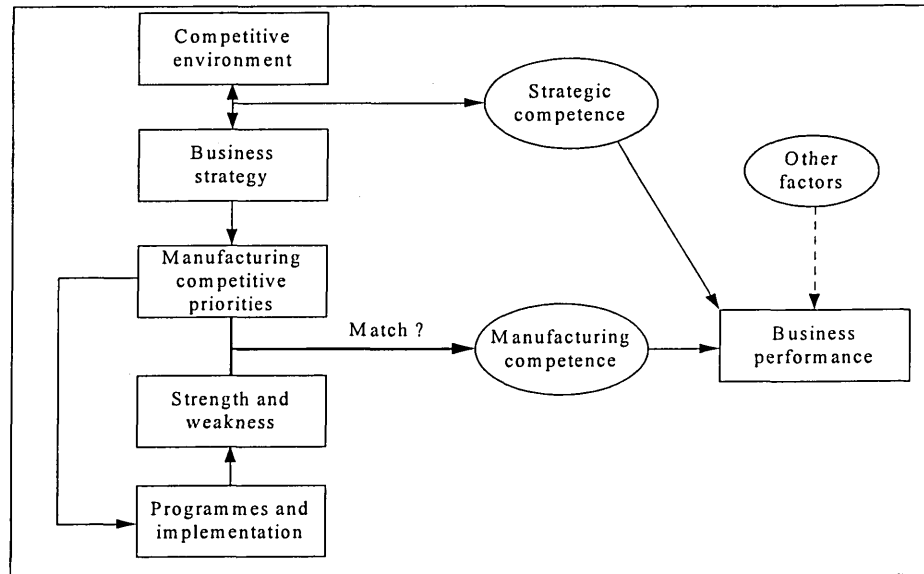 Competitive
environment
Strategic
competence
Business
strategy
Other
factors
Manufacturing
competitive
priorities
Match ?
Manufacturing
competence
Business
performance
Strength and
weakness
Programmes and
implementation